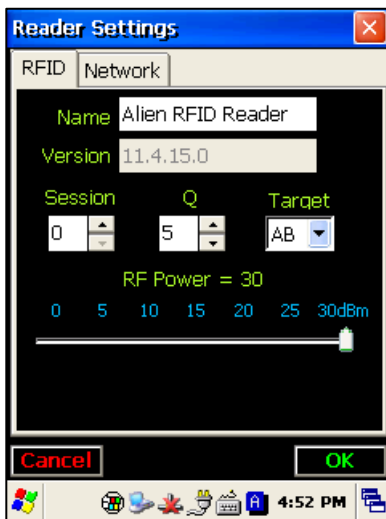 Reader Settings
RFID Network
Name Alien RFID Reader
Version 11.4.15.0
Session Q Target
0 5 AB
RF Power = 30
0 5 10 15 20 25 30dBm
Cancel OK
A 4:52 PM